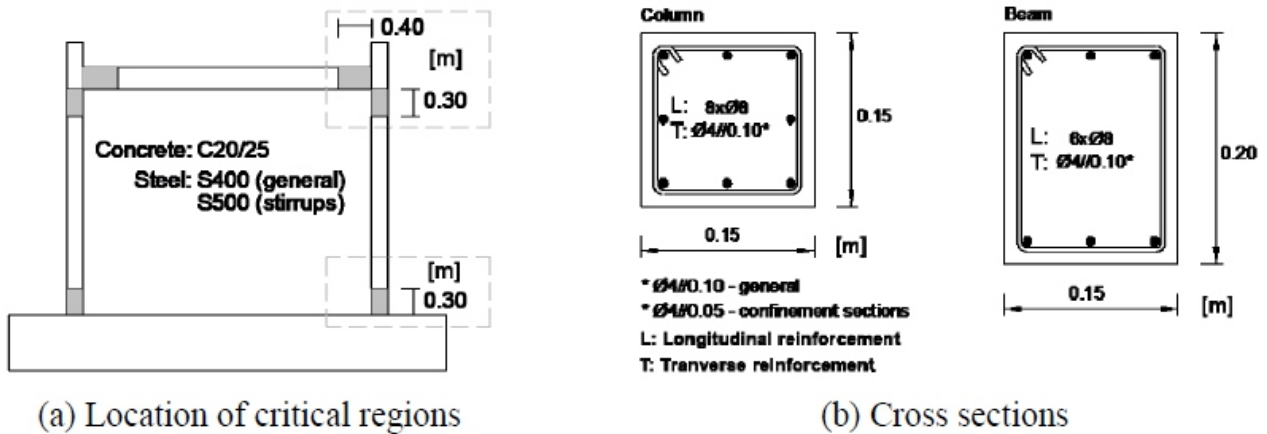 0.40
[m]
0.30
Concrete: C20/25
Steel: S400 (general)
S500 (stirrups)
[m]
0.30
(a) Location of critical regions
Column
L: 8xØ8
T: Ø4//0.10*
0.15
0.15
[m]
* Ø4//0.10 - general
* Ø4//0.05 - confinement sections
L: Longitudinal reinforcement
T: Tranverse reinforcement
Beam
L: 6xØ8
T: Ø4//0.10*
0.20
0.15
[m]
(b) Cross sections